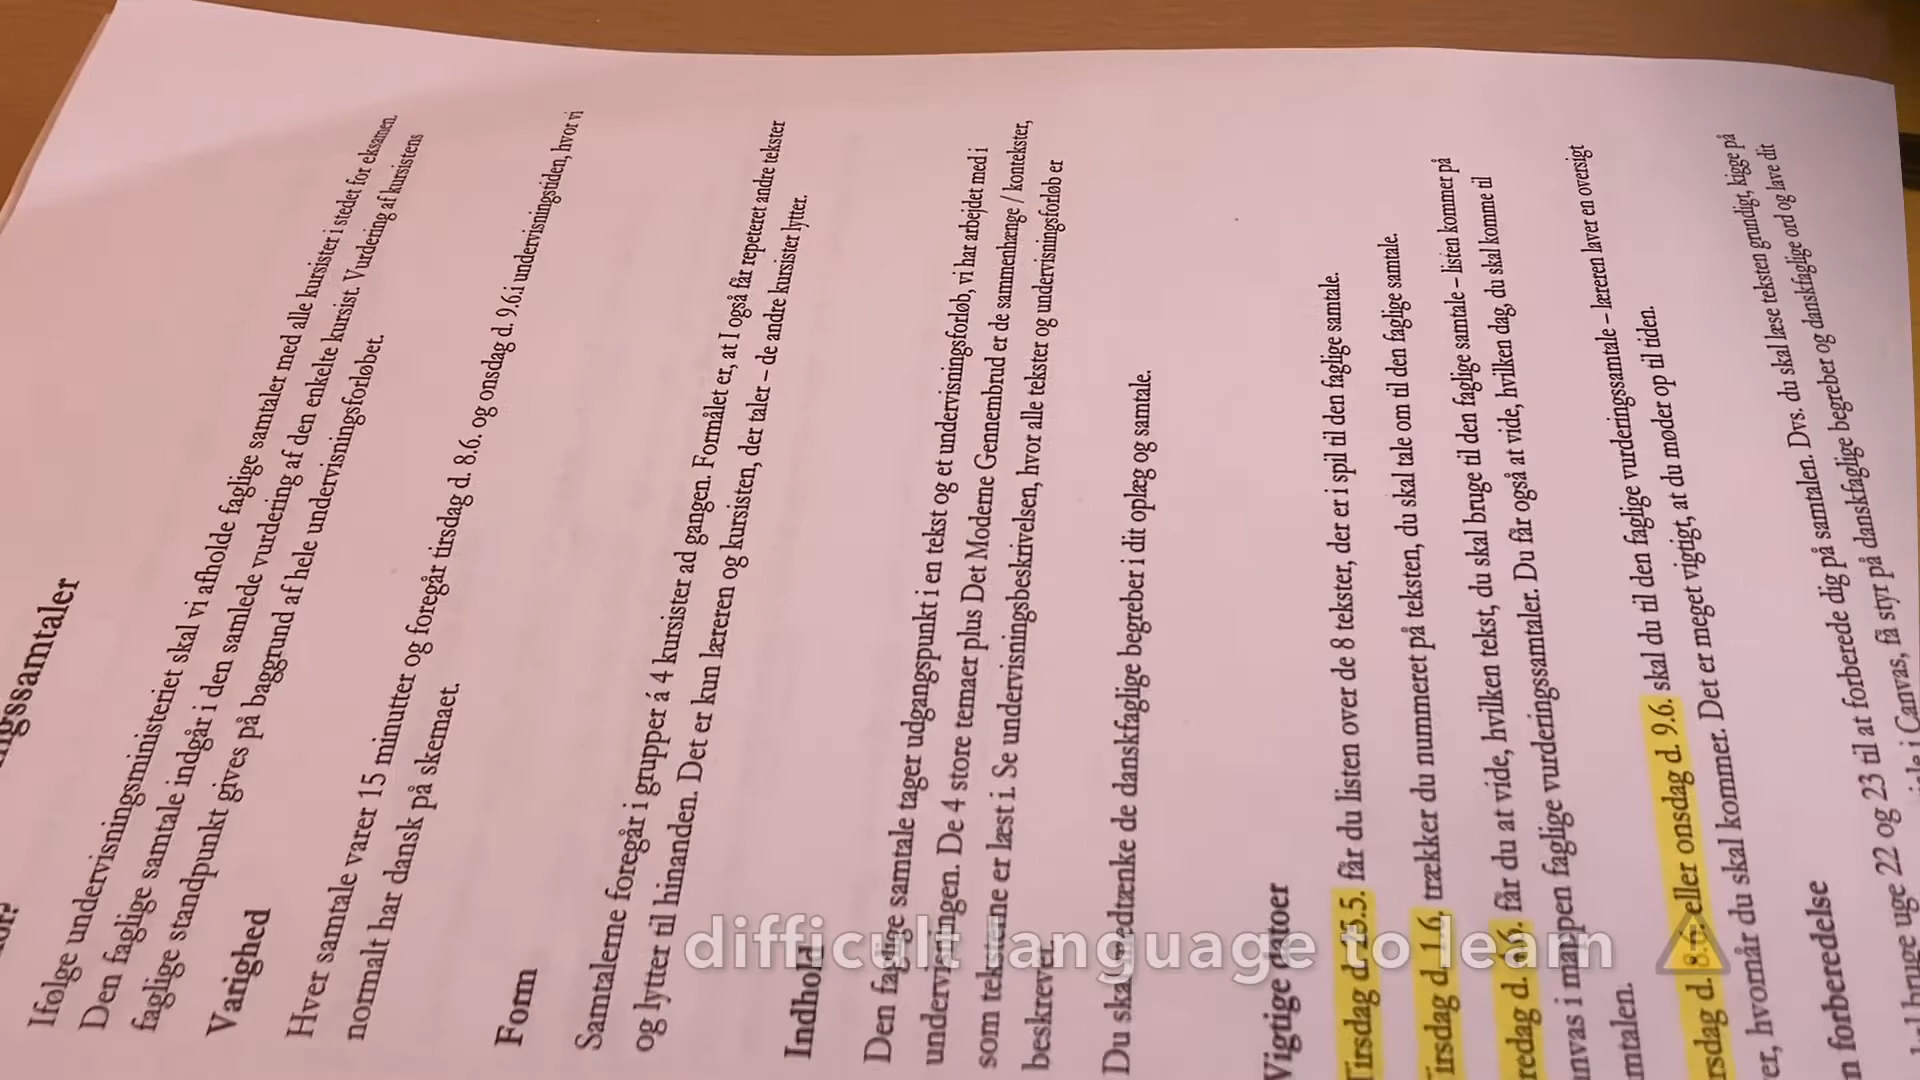 Ifølge undervisningsministeriet skal vi afholde faglige samtaler med alle kursister i stedet for eksamen.
Den faglige samtale indgår i den samlede vurdering af den enkelte kursist. Vurdering af kursistens
faglige standpunkt gives på baggrund af hele undervisningsforløbet.
Varighed
Hver samtale varer 15 minutter og foregår tirsdag d. 8.6. og onsdag d. 9.6.i undervisningstiden, hvor vi
normalt har dansk på skemaet.
Form
Samtalerne foregår i grupper á 4 kursister ad gangen. Formålet er, at I også får repeteret andre tekster
og lytter til hinanden. Det er kun læreren og kursisten, der taler – de andre kursister lytter.
Indhold
Den faglige samtale tager udgangspunkt i en tekst og et undervisningsforløb, vi har arbejdet med i
undervisningen. De 4 store temaer plus Det Moderne Gennembrud er de sammenhænge / kontekster,
som teksterne er læst i. Se undervisningsbeskrivelsen, hvor alle tekster og undervisningsforløb er
beskrevet
Du skal medtænke de danskfaglige begreber i dit oplæg og samtale.
Vigtige datoer
Tirsdag d. 25.5. får du listen over de 8 tekster, der er i spil til den faglige samtale.
Tirsdag d. 1.6. trækker du nummeret på teksten, du skal tale om til den faglige samtale.
redag d. 4.6. får du at vide, hvilken tekst, du skal bruge til den faglige samtale – listen kommer på
anvas i mappen faglige vurderingssamtaler. Du får også at vide, hvilken dag, du skal komme til
mtalen.
rsdag d. 8.6. eller onsdag d. 9.6. skal du til den faglige vurderingssamtale – læreren laver en oversigt
er, hvornår du skal kommer. Det er meget vigtigt, at du møder op til tiden.
n forberedelse
l bruge uge 22 og 23 til at forberede dig på samtalen. Dvs. du skal læse teksten grundigt, kigge på
i Canvas, få styr på danskfaglige begreber og danskfaglige ord og lave dit
difficult language to learn